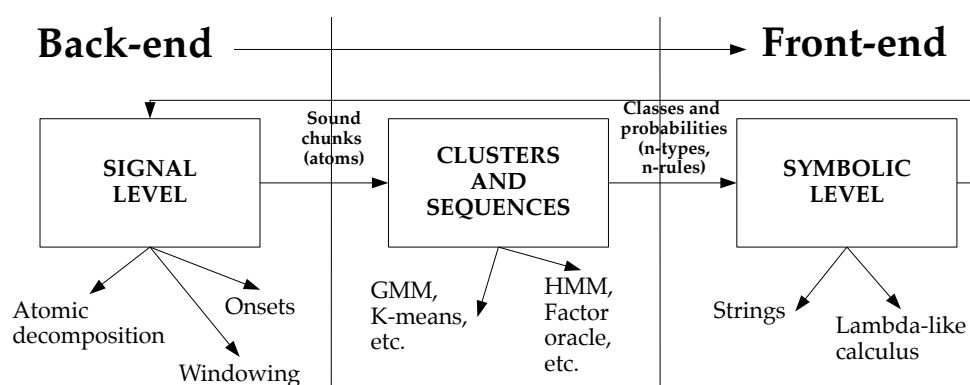 Back-end
Front-end
Sound
chunks
(atoms)
Classes and
probabilities
(n-types,
n-rules)
SIGNAL
LEVEL
CLUSTERS
AND
SEQUENCES
SYMBOLIC
LEVEL
Atomic
decomposition
Windowing
Onsets
GMM,
K-means,
etc.
HMM,
Factor
oracle,
etc.
Strings
Lambda-like
calculus